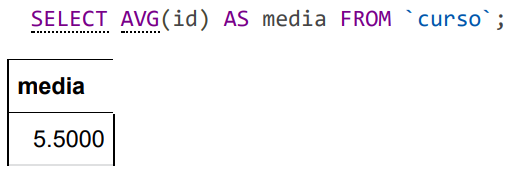 SELECT AVG(id) AS media FROM `curso`;
media
5.5000